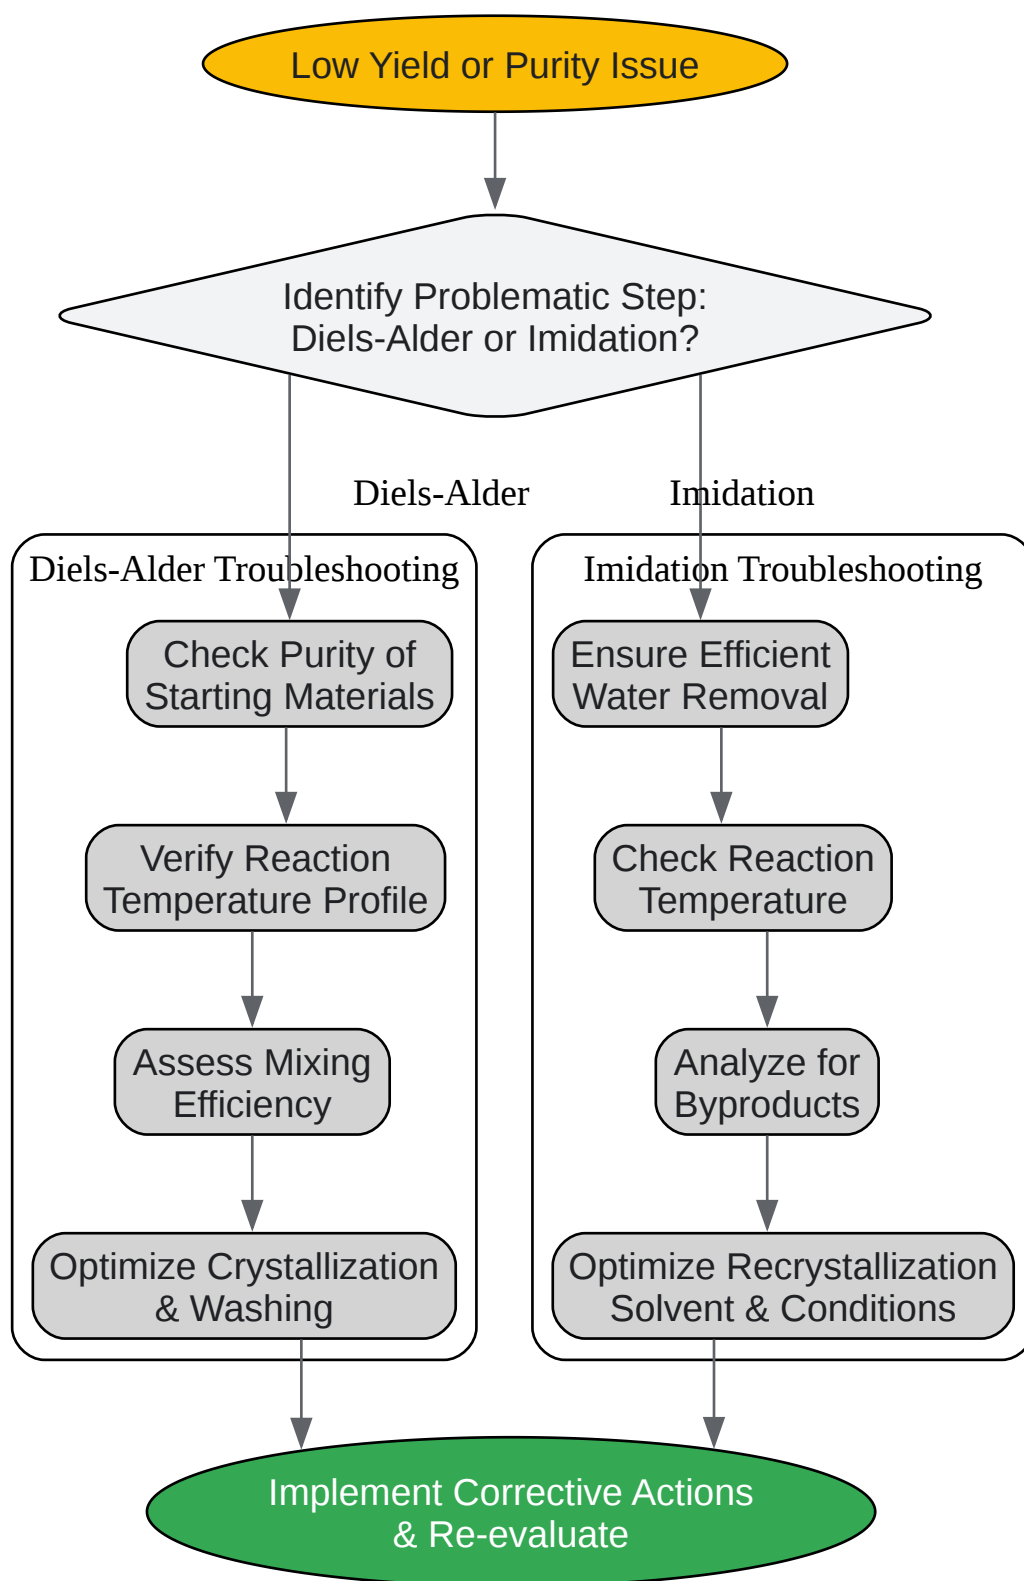 Low Yield or Purity Issue
Identify Problematic Step:
Diels-Alder or Imidation?
Diels-Alder
Imidation
Diels-Alder Troubleshooting
Check Purity of
Starting Materials
Verify Reaction
Temperature Profile
Assess Mixing
Efficiency
Optimize Crystallization
& Washing
Imidation Troubleshooting
Ensure Efficient
Water Removal
Check Reaction
Temperature
Analyze for
Byproducts
Optimize Recrystallization
Solvent & Conditions
Implement Corrective Actions
& Re-evaluate